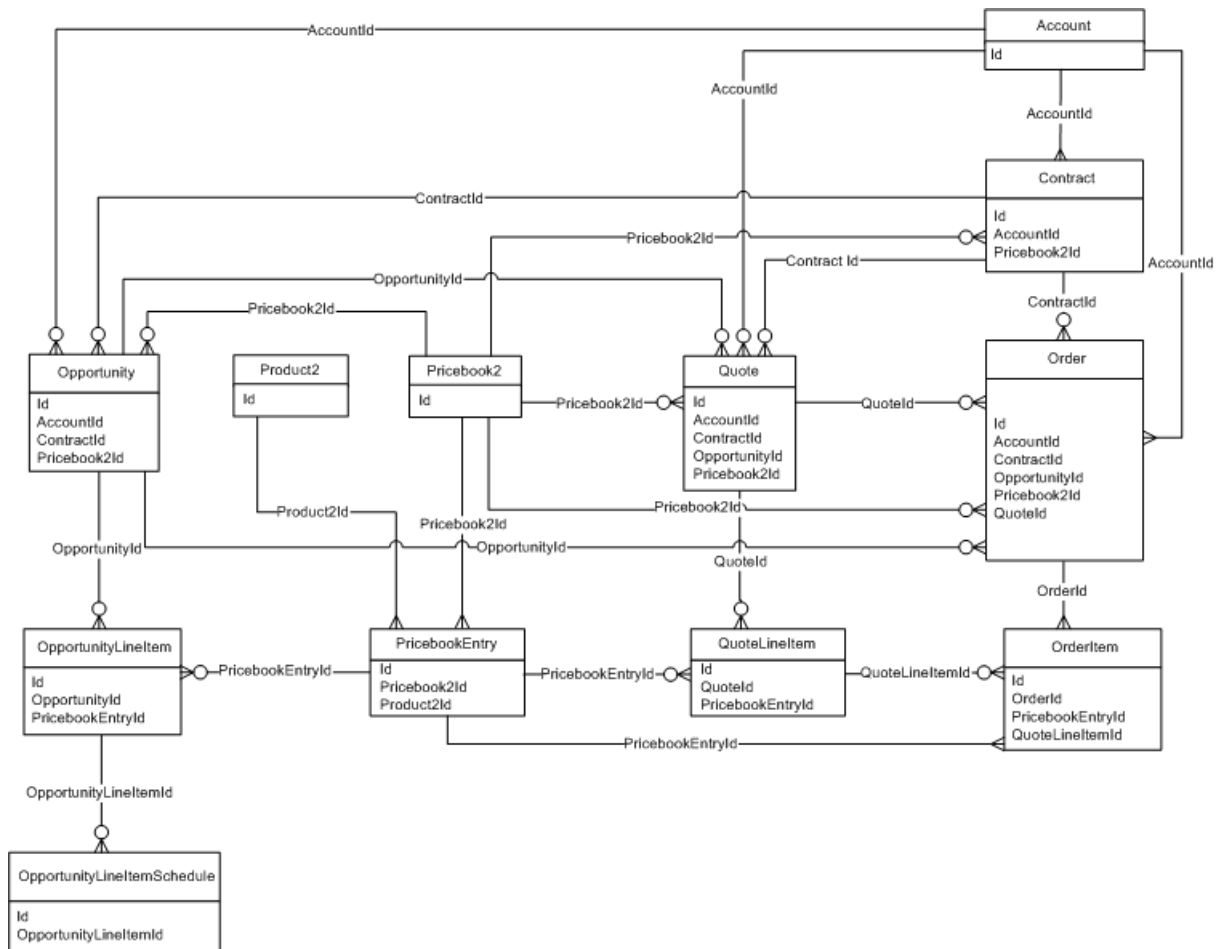 Account
Id
AccountId
AccountId
AccountId
Contract
Id
AccountId
Pricebook2Id
ContractId
Pricebook2Id
Contract Id
AccountId
OpportunityId
Pricebook2Id
ContractId
Opportunity
Id
AccountId
ContractId
Pricebook2Id
Product2
Id
Pricebook2
Id
Pricebook2Id
Quote
Id
AccountId
ContractId
OpportunityId
Pricebook2Id
QuoteId
Order
Id
AccountId
ContractId
OpportunityId
Pricebook2Id
QuoteId
Product2Id
Pricebook2Id
Pricebook2Id
OpportunityId
OpportunityId
QuoteId
OrderId
OpportunityLineItem
Id
OpportunityId
PricebookEntryId
PricebookEntryId
PricebookEntry
Id
Pricebook2Id
Product2Id
PricebookEntryId
QuoteLineItem
Id
QuoteId
PricebookEntryId
QuoteLineItemId
OrderItem
Id
OrderId
PricebookEntryId
QuoteLineItemId
PricebookEntryId
OpportunityLineItemId
OpportunityLineItemSchedule
Id
OpportunityLineItemId